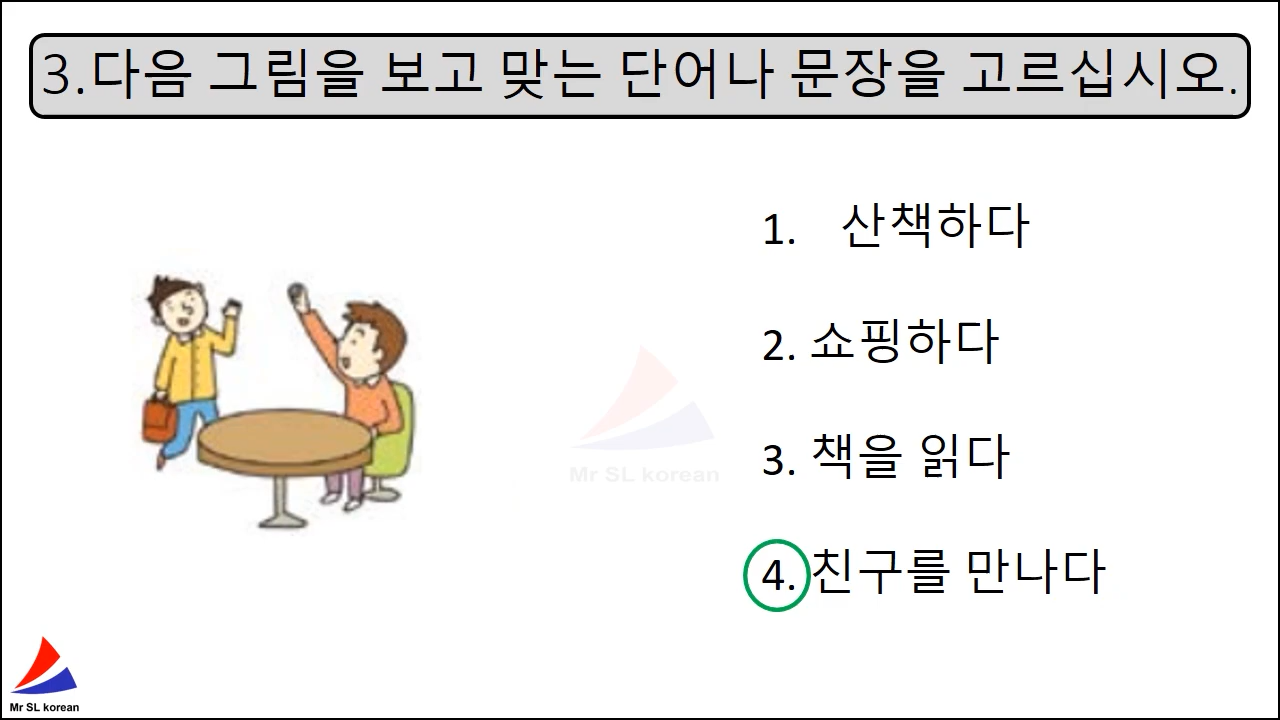 3.다음 그림을 보고 맞는 단어나 문장을 고르십시오.
1. 산책하다
2. 쇼핑하다
3. 책을 읽다
4. 친구를 만나다
Mr SL korean
Mr SL korean